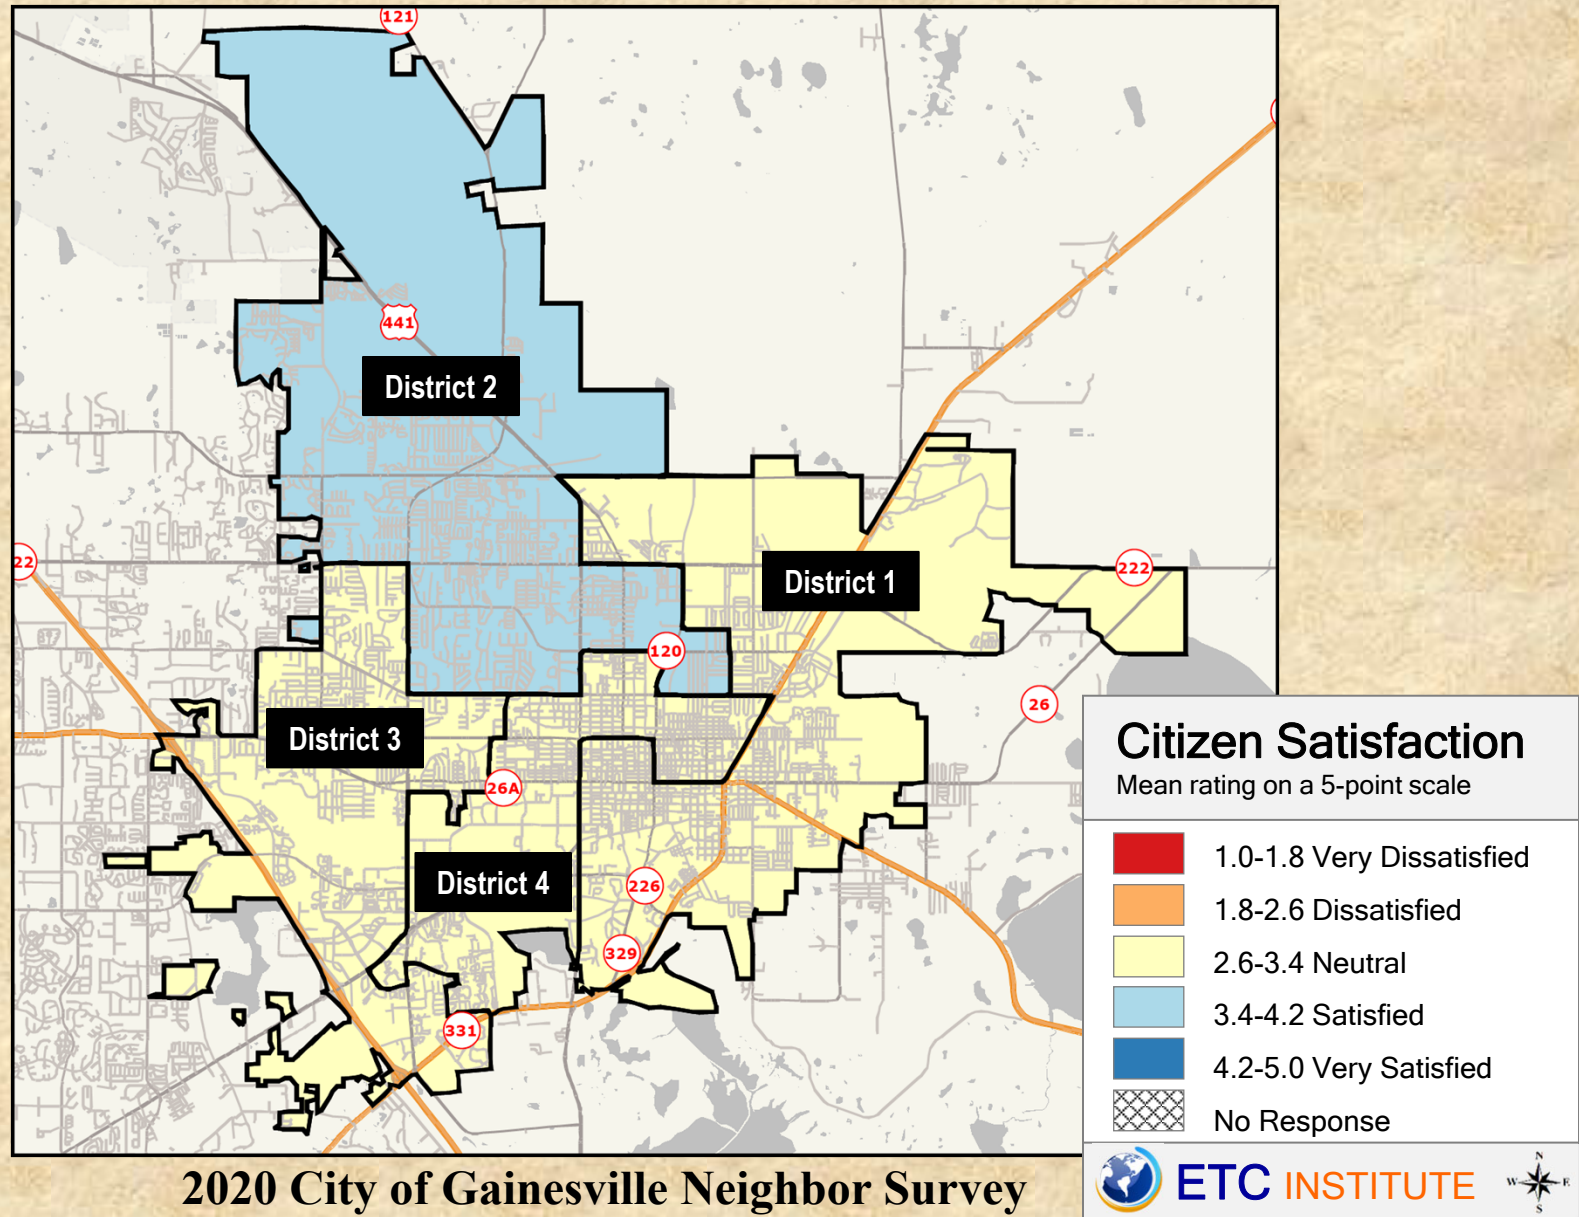 121
441
District 2
22
222
District 1
120
26
District 3
26A
District 4
226
329
331
Citizen Satisfaction
Mean rating on a 5-point scale
1.0-1.8 Very Dissatisfied
1.8-2.6 Dissatisfied
2.6-3.4 Neutral
3.4-4.2 Satisfied
4.2-5.0 Very Satisfied
No Response
2020 City of Gainesville Neighbor Survey
ETC INSTITUTE
N
W E
S